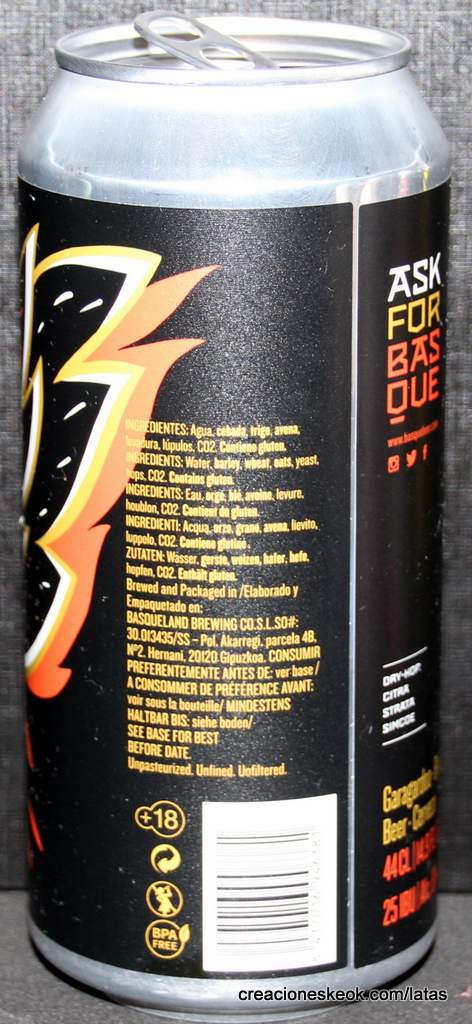 INGREDIENTES: Agua, cebada, trigo, avena,
levadura, lúpulos, CO2. Contiene gluten.
INGREDIENTS: Water, barley, wheat, oats, yeast,
hops, CO2. Contains gluten.
INGREDIENTS: Eau, orge, blé, avoine, levure,
houblon, CO2. Contient du gluten.
INGREDIENTI: Acqua, orzo, grano, avena, lievito,
luppolo, CO2. Contiene glutine.
ZUTATEN: Wasser, gerste, weizen, hafer, hefe,
hopfen, CO2. Enthält gluten.
Brewed and Packaged in /Elaborado y
Empaquetado en:
BASQUELAND BREWING CO.S.L.SO#:
30.013435/SS – Pol. Akarregi, parcela 4B,
Nº2. Hernani, 20120 Gipuzkoa. CONSUMIR
PREFERENTEMENTE ANTES DE: ver base /
A CONSOMMER DE PRÉFÉRENCE AVANT:
voir sous la bouteille/ MINDESTENS
HALTBAR BIS: siehe boden/
SEE BASE FOR BEST
BEFORE DATE.
Unpasteurized. Unfined. Unfiltered.
+18
BPA
FREE
ASK
FOR
BAS
QUE
DRY-HOP
CITRA
STRATA
SIMCOE
Beer
44 CL
25 IBU
creacioneskeok.com/latas